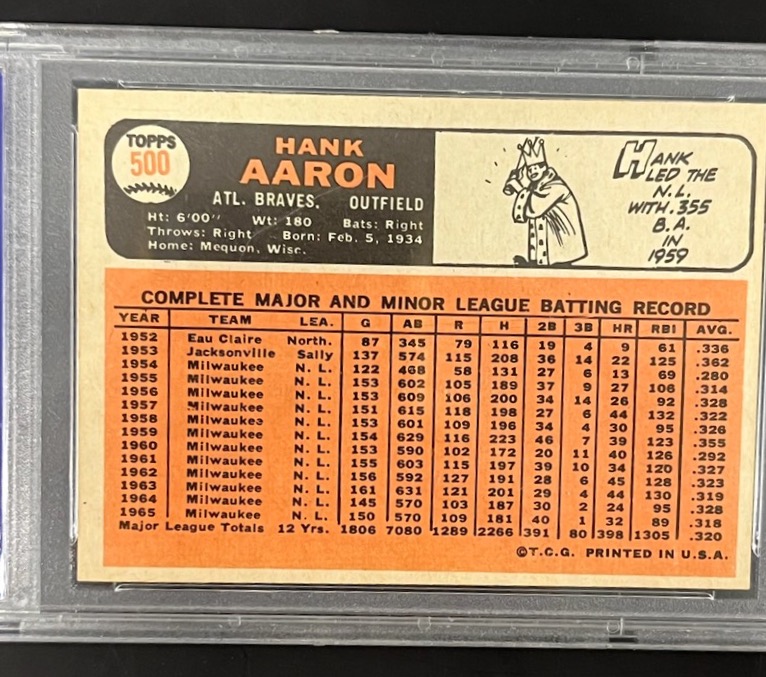 TOPPS
500
HANK
AARON
ATL. BRAVES. OUTFIELD
Ht: 6'00" Wt: 180 Bats: Right
Throws: Right Born: Feb. 5, 1934
Home: Mequon, Wisc.
HANK
LED THE
N.L.
WITH .355
B.A.
IN
1959
COMPLETE MAJOR AND MINOR LEAGUE BATTING RECORD
YEAR TEAM LEA. G AB R H 2B 3B HR RBI AVG.
1952 Eau Claire North. 87 345 79 116 19 4 9 61 .336
1953 Jacksonville Sally 137 574 115 208 36 14 22 125 .362
1954 Milwaukee N. L. 122 468 58 131 27 6 13 69 .280
1955 Milwaukee N. L. 153 602 105 189 37 9 27 106 .314
1956 Milwaukee N. L. 153 609 106 200 34 14 26 92 .328
1957 Milwaukee N. L. 151 615 118 198 27 6 44 132 .322
1958 Milwaukee N. L. 153 601 109 196 34 4 30 95 .326
1959 Milwaukee N. L. 154 629 116 223 46 7 39 123 .355
1960 Milwaukee N. L. 153 590 102 172 20 11 40 126 .292
1961 Milwaukee N. L. 155 603 115 197 39 10 34 120 .327
1962 Milwaukee N. L. 156 592 127 191 28 6 45 128 .323
1963 Milwaukee N. L. 161 631 121 201 29 4 44 130 .319
1964 Milwaukee N. L. 145 570 103 187 30 2 24 95 .328
1965 Milwaukee N. L. 150 570 109 181 40 1 32 89 .318
Major League Totals 12 Yrs. 1806 7080 1289 2266 391 80 398 1305 .320
©T.C.G. PRINTED IN U.S.A.